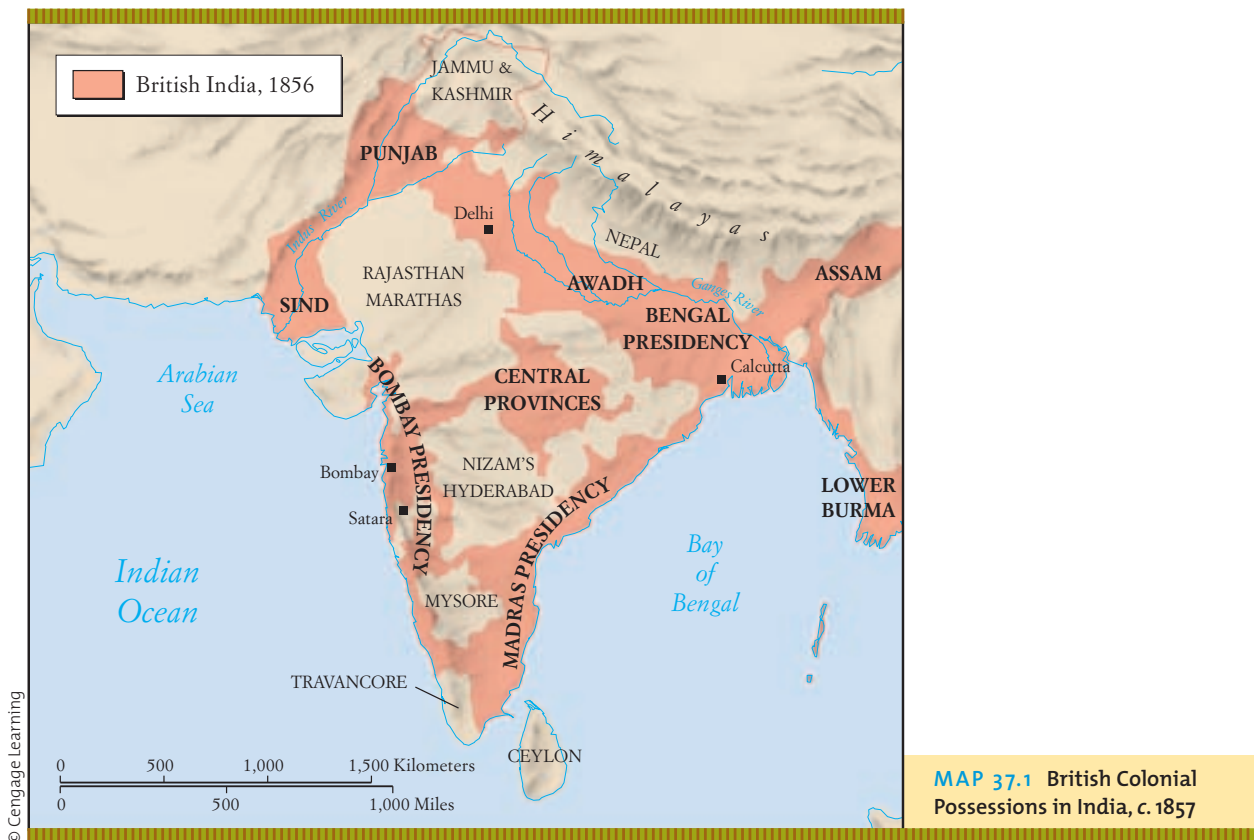 British India, 1856
JAMMU &
KASHMIR
Himalayas
PUNJAB
Indus River
Delhi
NEPAL
RAJASTHAN
MARATHAS
AWADH
Ganges River
ASSAM
SIND
BENGAL
PRESIDENCY
Calcutta
Arabian
Sea
BOMBAY PRESIDENCY
CENTRAL
PROVINCES
Bombay
NIZAM'S
HYDERABAD
Satara
LOWER
BURMA
MADRAS PRESIDENCY
Indian
Ocean
Bay
of
Bengal
MYSORE
TRAVANCORE
CEYLON
0 500 1,000 1,500 Kilometers
0 500 1,000 Miles
© Cengage Learning
MAP 37.1 British Colonial
Possessions in India, c. 1857